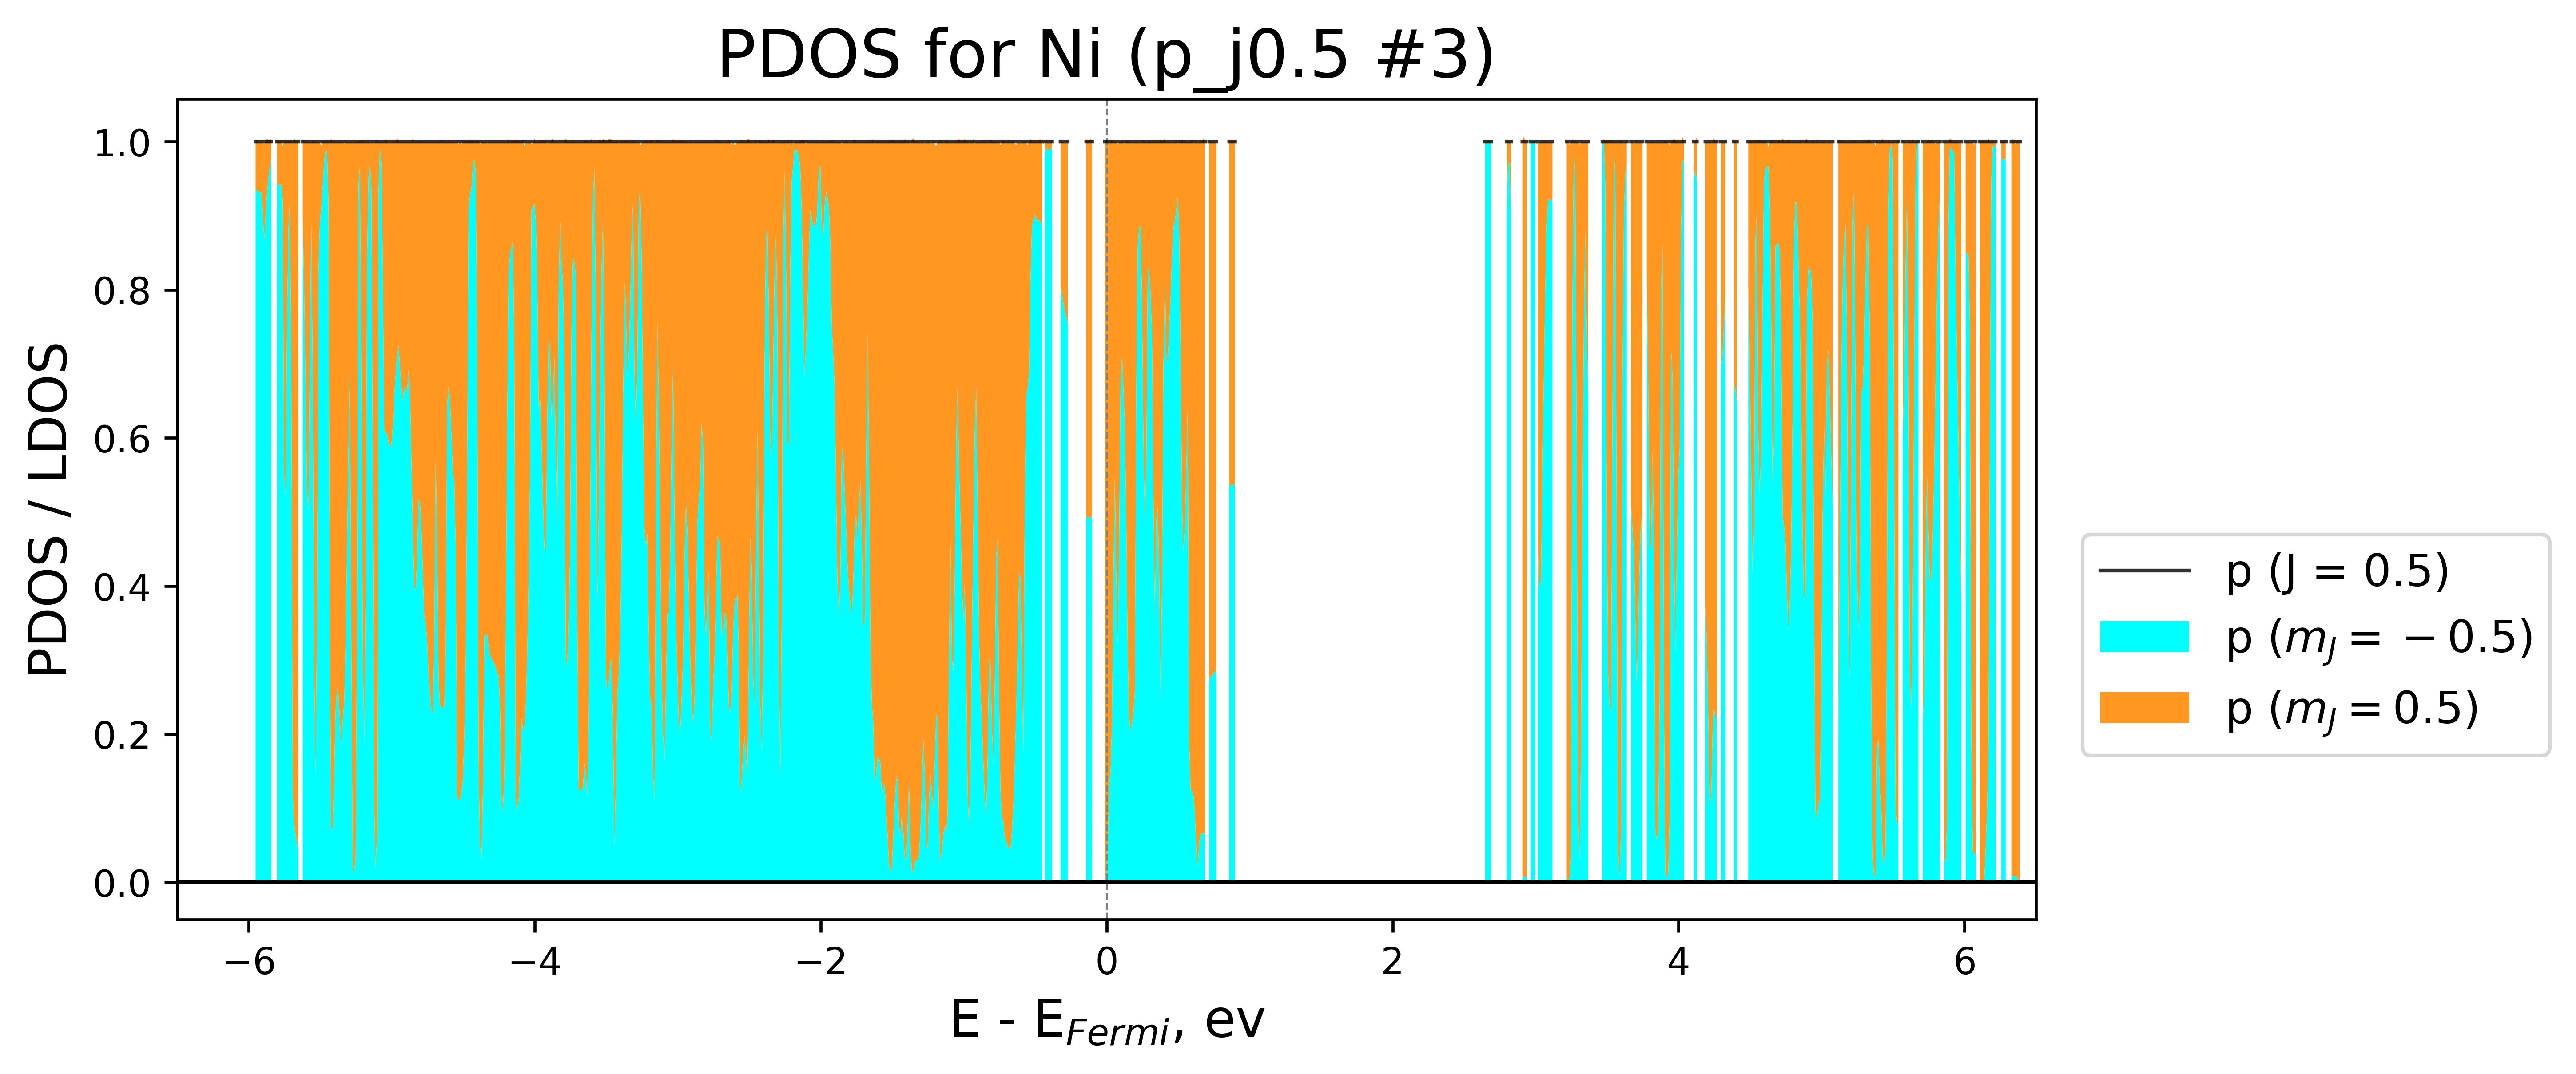 PDOS for Ni (p_j0.5 #3)
PDOS / LDOS
1.0
0.8
0.6
0.4
0.2
0.0
−6 −4 −2 0 2 4 6
E - E_Fermi, ev
p (J = 0.5)
p (m_J = −0.5)
p (m_J = 0.5)